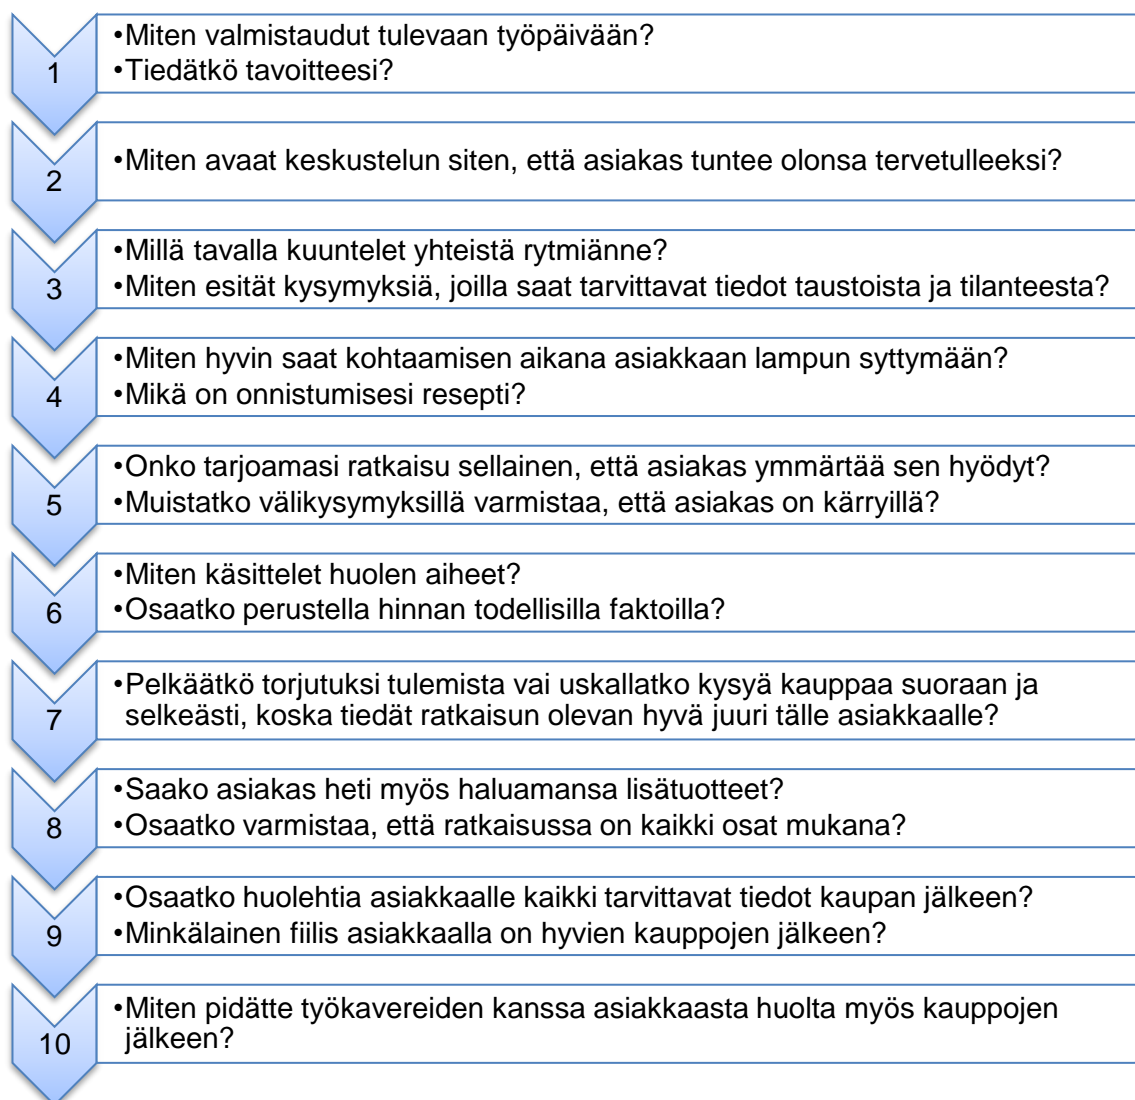 1
•Miten valmistaudut tulevaan työpäivään?
•Tiedätkö tavoitteesi?
2
•Miten avaat keskustelun siten, että asiakas tuntee olonsa tervetulleeksi?
3
•Millä tavalla kuuntelet yhteistä rytmiänne?
•Miten esität kysymyksiä, joilla saat tarvittavat tiedot taustoista ja tilanteesta?
4
•Miten hyvin saat kohtaamisen aikana asiakkaan lampun syttymään?
•Mikä on onnistumisesi resepti?
5
•Onko tarjoamasi ratkaisu sellainen, että asiakas ymmärtää sen hyödyt?
•Muistatko välikysymyksillä varmistaa, että asiakas on kärryillä?
6
•Miten käsittelet huolen aiheet?
•Osaatko perustella hinnan todellisilla faktoilla?
7
•Pelkäätkö torjutuksi tulemista vai uskallatko kysyä kauppaa suoraan ja
selkeästi, koska tiedät ratkaisun olevan hyvä juuri tälle asiakkaalle?
8
•Saako asiakas heti myös haluamansa lisätuotteet?
•Osaatko varmistaa, että ratkaisussa on kaikki osat mukana?
9
•Osaatko huolehtia asiakkaalle kaikki tarvittavat tiedot kaupan jälkeen?
•Minkälainen fiilis asiakkaalla on hyvien kauppojen jälkeen?
10
•Miten pidätte työkavereiden kanssa asiakkaasta huolta myös kauppojen
jälkeen?